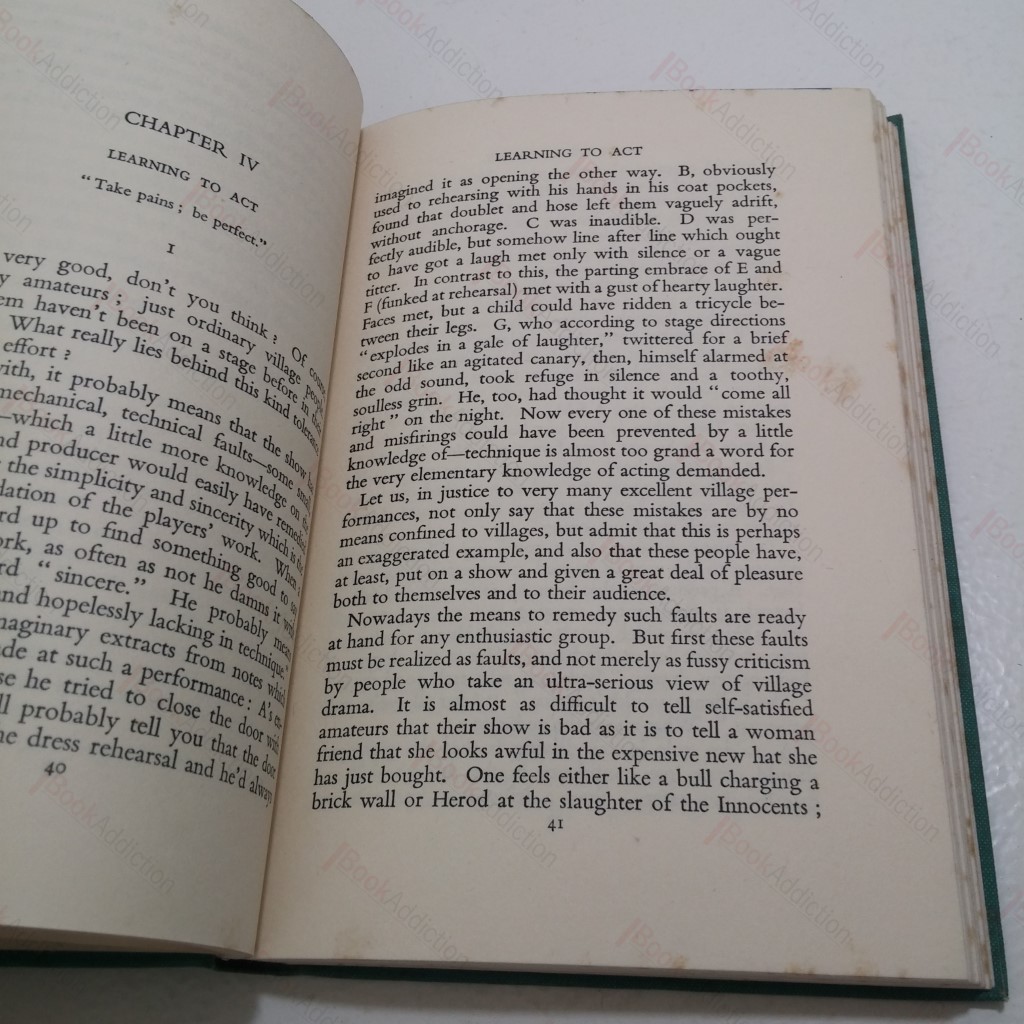 CHAPTER IV
LEARNING TO ACT
"Take pains; be perfect."
I
very good, don't you think? Of course
amateurs; just ordinary village people
haven't been on a stage before in their
What really lies behind this kind tolerance
effort?
with, it probably means that the show had
mechanical, technical faults—some small
—which a little more knowledge on the
producer would easily have remedied
the simplicity and sincerity which is the
of the players' work. When a
up to find something good to say
as often as not he damns it with
"sincere." He probably means
and hopelessly lacking in technique."
imaginary extracts from notes which
at such a performance: A's
he tried to close the door with
probably tell you that the door
dress rehearsal and he'd always
40
LEARNING TO ACT
imagined it as opening the other way. B, obviously
used to rehearsing with his hands in his coat pockets,
found that doublet and hose left them vaguely adrift,
without anchorage. C was inaudible. D was per-
fectly audible, but somehow line after line which ought
to have got a laugh met only with silence or a vague
titter. In contrast to this, the parting embrace of E and
F (funked at rehearsal) met with a gust of hearty laughter.
Faces met, but a child could have ridden a tricycle be-
tween their legs. G, who according to stage directions
"explodes in a gale of laughter," twittered for a brief
second like an agitated canary, then, himself alarmed at
the odd sound, took refuge in silence and a toothy,
soulless grin. He, too, had thought it would "come all
right" on the night. Now every one of these mistakes
and misfirings could have been prevented by a little
knowledge of—technique is almost too grand a word for
the very elementary knowledge of acting demanded.
Let us, in justice to very many excellent village per-
formances, not only say that these mistakes are by no
means confined to villages, but admit that this is perhaps
an exaggerated example, and also that these people have,
at least, put on a show and given a great deal of pleasure
both to themselves and to their audience.
Nowadays the means to remedy such faults are ready
at hand for any enthusiastic group. But first these faults
must be realized as faults, and not merely as fussy criticism
by people who take an ultra-serious view of village
drama. It is almost as difficult to tell self-satisfied
amateurs that their show is bad as it is to tell a woman
friend that she looks awful in the expensive new hat she
has just bought. One feels either like a bull charging a
brick wall or Herod at the slaughter of the Innocents;
41